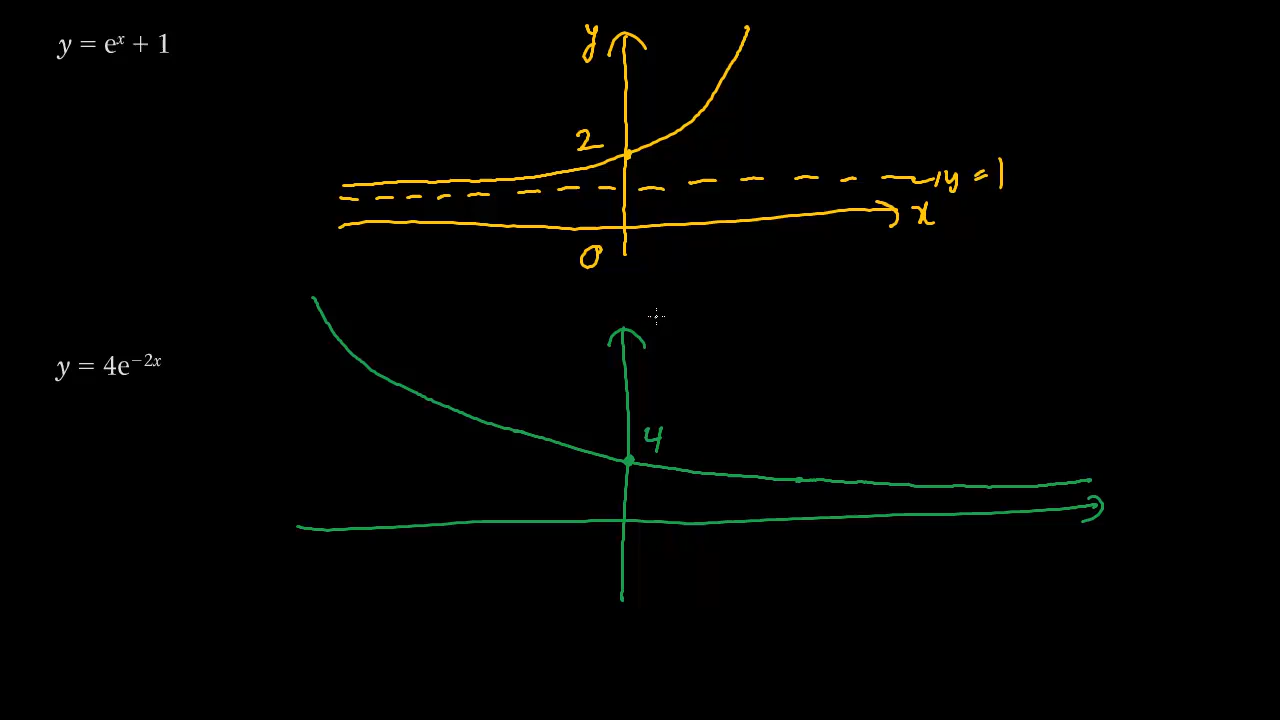 y = eˣ + 1
y
2
y = 1
x
0
y = 4e⁻²ˣ
4